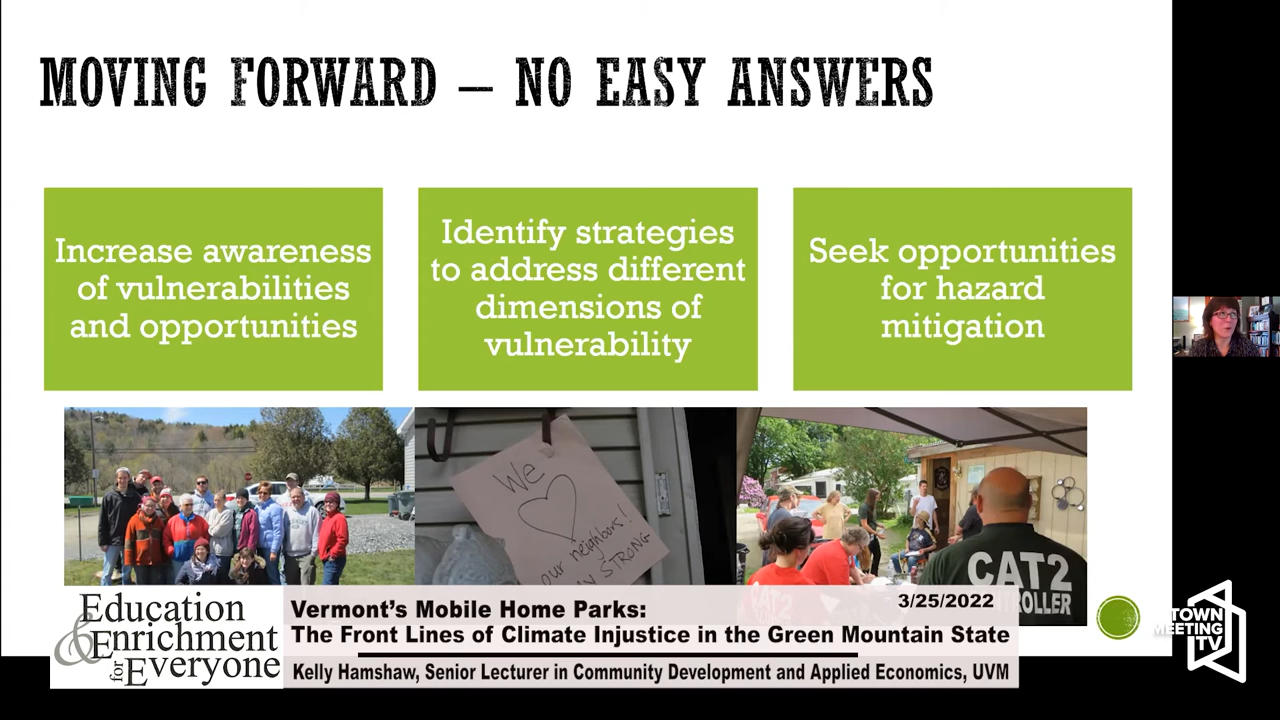 MOVING FORWARD – NO EASY ANSWERS
Increase awareness
of vulnerabilities
and opportunities
Identify strategies
to address different
dimensions of
vulnerability
Seek opportunities
for hazard
mitigation
We
our neighbors!
STRONG
CAT2
Education
& Enrichment
for Everyone
Vermont's Mobile Home Parks:
3/25/2022
The Front Lines of Climate Injustice in the Green Mountain State
Kelly Hamshaw, Senior Lecturer in Community Development and Applied Economics, UVM
TOWN
MEETING
TV